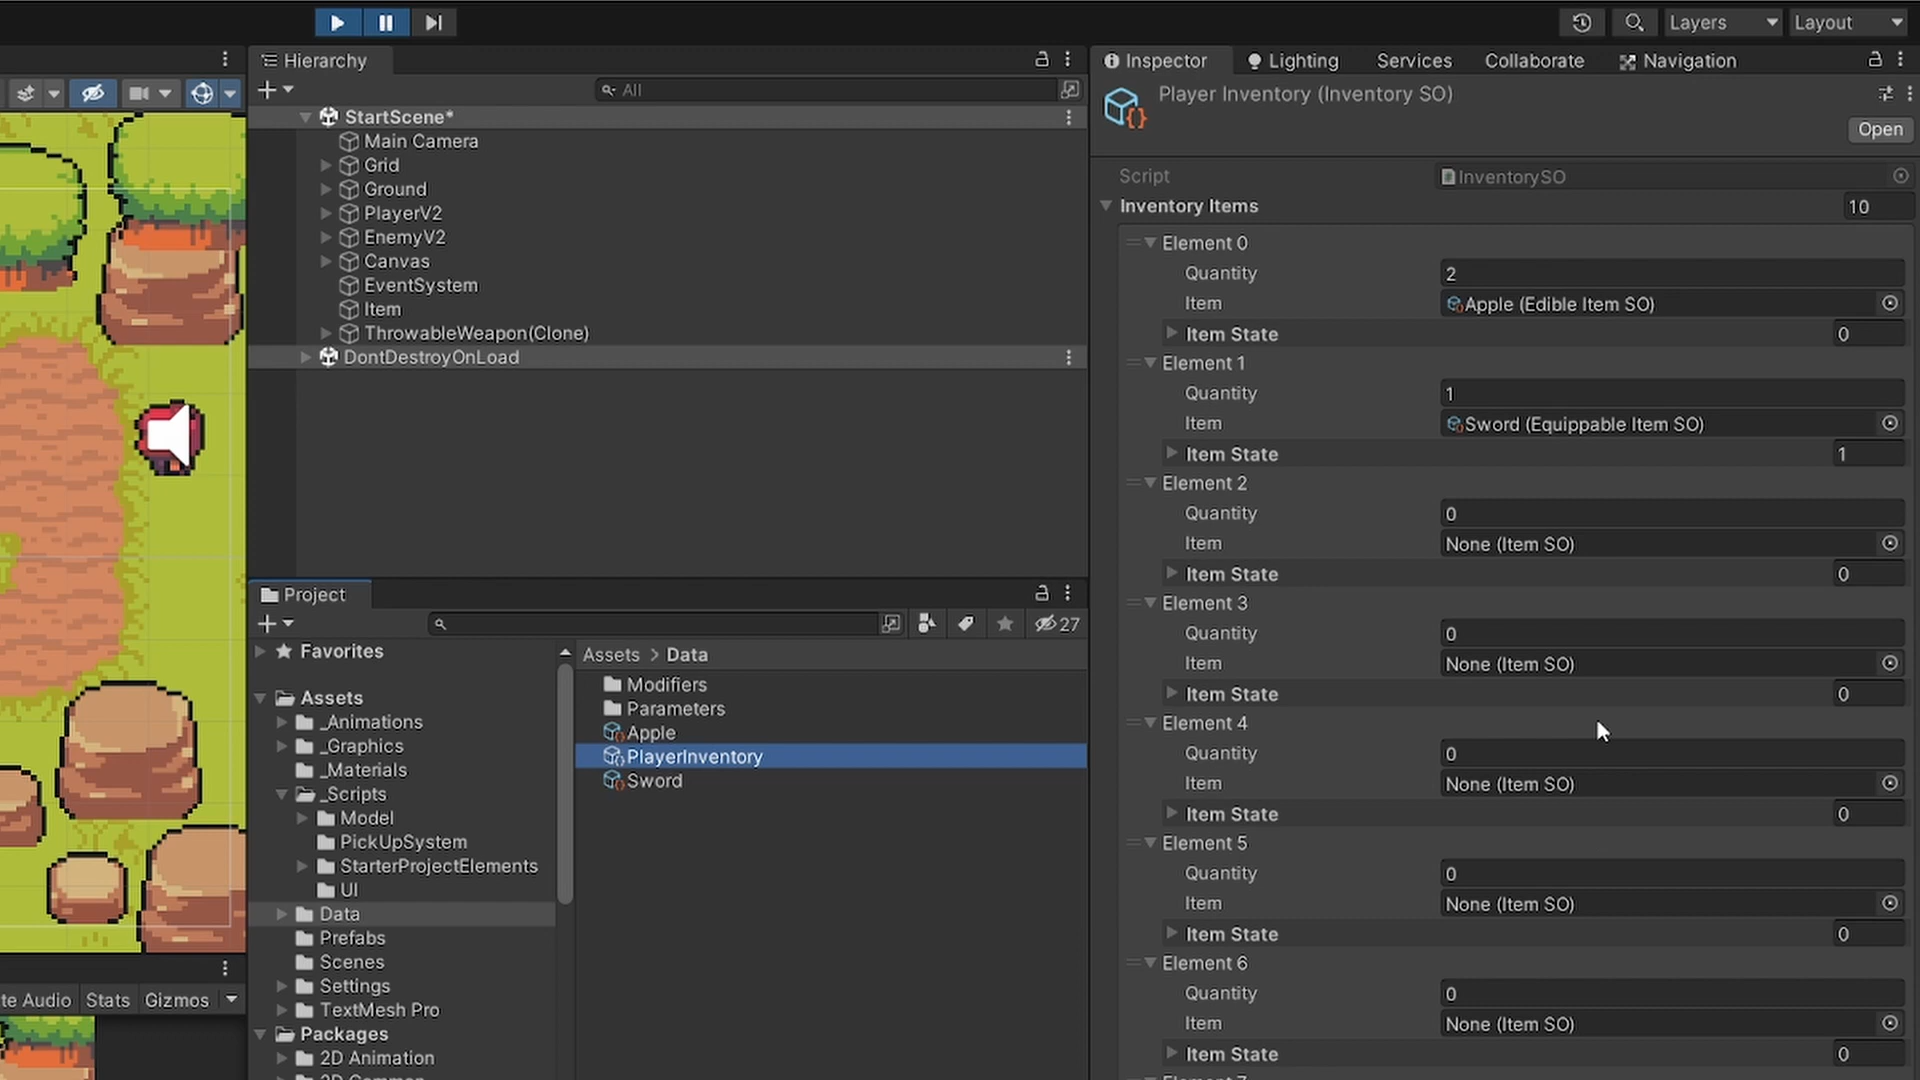 Layers
Layout
Hierarchy
All
StartScene*
Main Camera
Grid
Ground
PlayerV2
EnemyV2
Canvas
EventSystem
Item
ThrowableWeapon(Clone)
DontDestroyOnLoad
Project
27
Favorites
Assets
_Animations
_Graphics
_Materials
_Scripts
Model
PickUpSystem
StarterProjectElements
UI
Data
Prefabs
Scenes
Settings
TextMesh Pro
Packages
2D Animation
Assets > Data
Modifiers
Parameters
Apple
PlayerInventory
Sword
te Audio Stats Gizmos
Inspector Lighting Services Collaborate Navigation
Player Inventory (Inventory SO)
Open
Script InventorySO
Inventory Items 10
Element 0
Quantity 2
Item Apple (Edible Item SO)
Item State 0
Element 1
Quantity 1
Item Sword (Equippable Item SO)
Item State 1
Element 2
Quantity 0
Item None (Item SO)
Item State 0
Element 3
Quantity 0
Item None (Item SO)
Item State 0
Element 4
Quantity 0
Item None (Item SO)
Item State 0
Element 5
Quantity 0
Item None (Item SO)
Item State 0
Element 6
Quantity 0
Item None (Item SO)
Item State 0